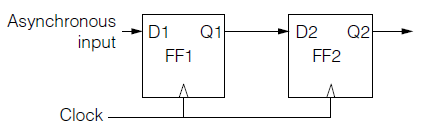 Asynchronous
input
D1 Q1
FF1
D2 Q2
FF2
Clock